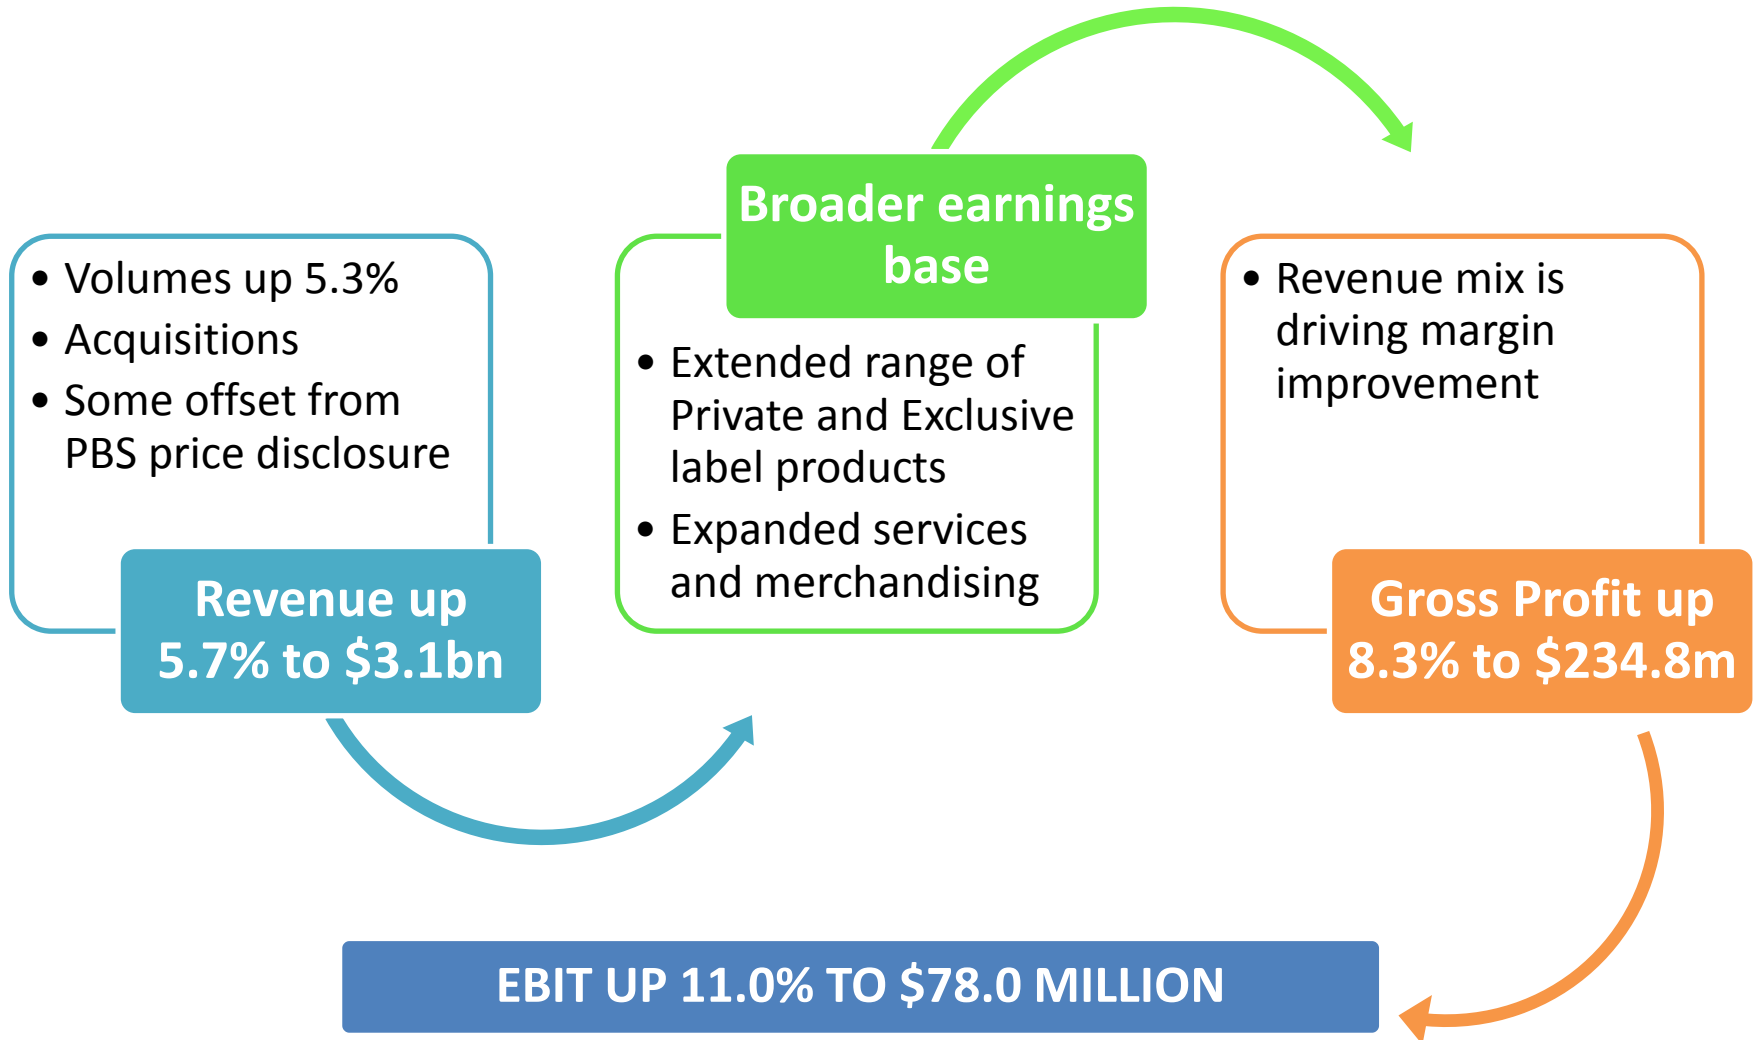 • Volumes up 5.3%
• Acquisitions
• Some offset from
PBS price disclosure
Revenue up
5.7% to $3.1bn
Broader earnings
base
• Extended range of
Private and Exclusive
label products
• Expanded services
and merchandising
• Revenue mix is
driving margin
improvement
Gross Profit up
8.3% to $234.8m
EBIT UP 11.0% TO $78.0 MILLION